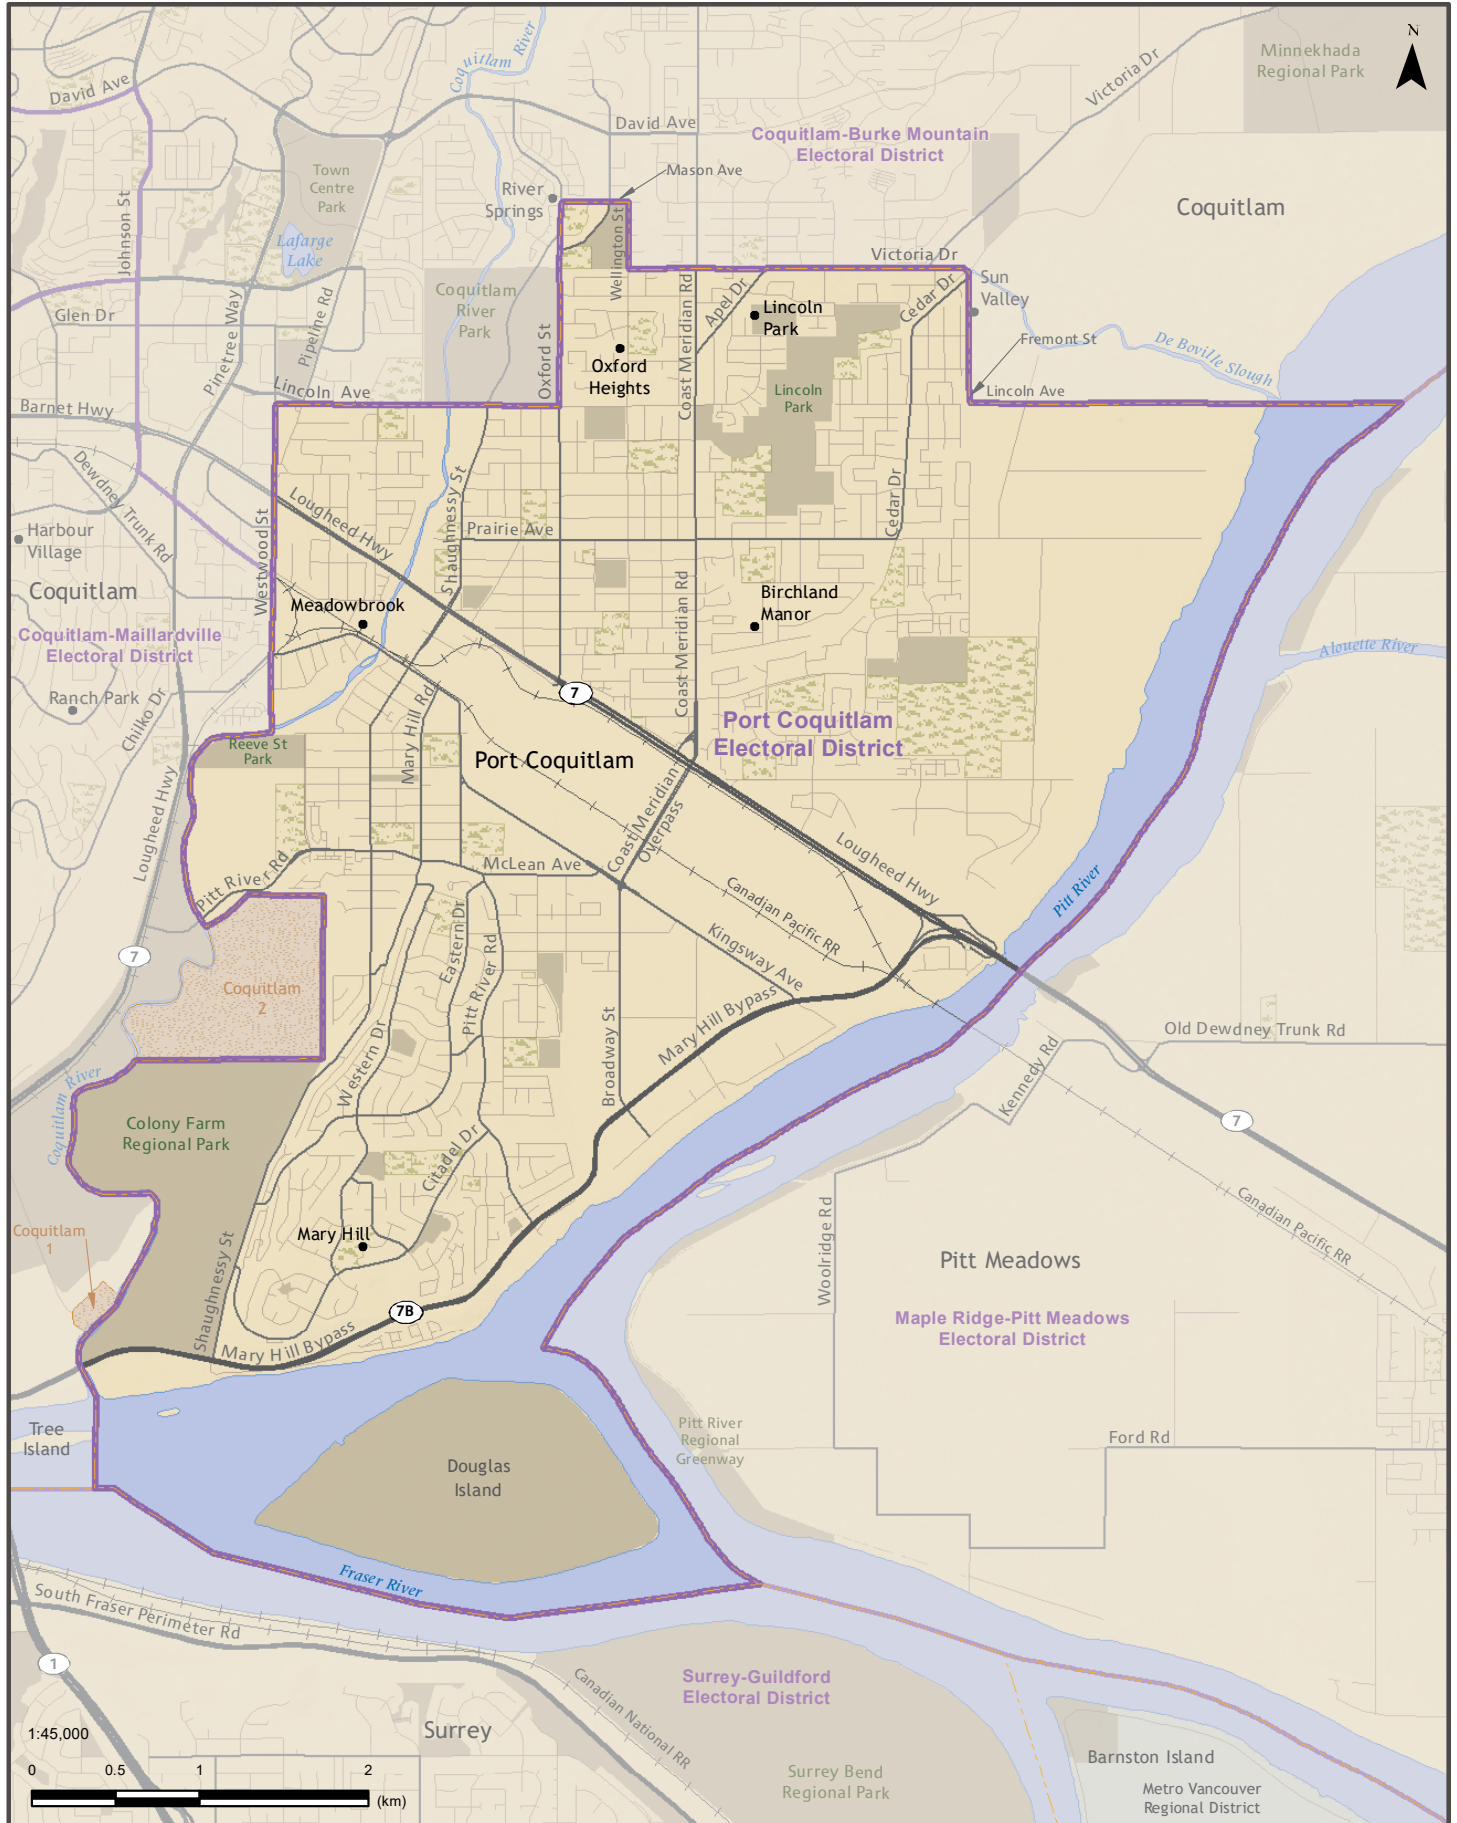 N
Minnekhada
Regional Park
Coquitlam River
Victoria Dr
David Ave
David Ave
Coquitlam-Burke Mountain
Electoral District
Mason Ave
Town
Centre
Park
River
Springs
Coquitlam
Johnson St
Wellington St
Lafarge
Lake
Victoria Dr
Sun
Valley
Coquitlam
River
Park
Pipeline Rd
Glen Dr
Pinetree Way
Oxford St
Coast Meridian Rd
Apel Dr
Lincoln
Park
Cedar Dr
Fremont St
De Boville Slough
Oxford
Heights
Lincoln
Park
Lincoln Ave
Lincoln Ave
Barnet Hwy
Dewdney Trunk Rd
Lougheed Hwy
Shaughnessy St
Cedar Dr
Prairie Ave
Harbour
Village
Westwood St
Coquitlam
Meadowbrook
Coast Meridian Rd
Birchland
Manor
Coquitlam-Maillardville
Electoral District
Alouette River
Ranch Park
Chilko Dr
Mary Hill Rd
7
Port Coquitlam
Electoral District
Reeve St
Park
Port Coquitlam
Lougheed Hwy
Coast Meridian
Overpass
Lougheed Hwy
McLean Ave
Pitt River Rd
Canadian Pacific RR
Pitt River
Eastern Dr
Pitt River Rd
Kingsway Ave
7
Coquitlam
2
Mary Hill Bypass
Old Dewdney Trunk Rd
Western Dr
Broadway St
Kennedy Rd
Coquitlam River
7
Colony Farm
Regional Park
Citadel Dr
Woolridge Rd
Canadian Pacific RR
Coquitlam
1
Mary Hill
Shaughnessy St
Pitt Meadows
7B
Maple Ridge-Pitt Meadows
Electoral District
Mary Hill Bypass
Tree
Island
Pitt River
Regional
Greenway
Ford Rd
Douglas
Island
Fraser River
South Fraser Perimeter Rd
1
Surrey-Guildford
Electoral District
Canadian National RR
Surrey
1:45,000
Barnston Island
0 0.5 1 2
(km)
Surrey Bend
Regional Park
Metro Vancouver
Regional District